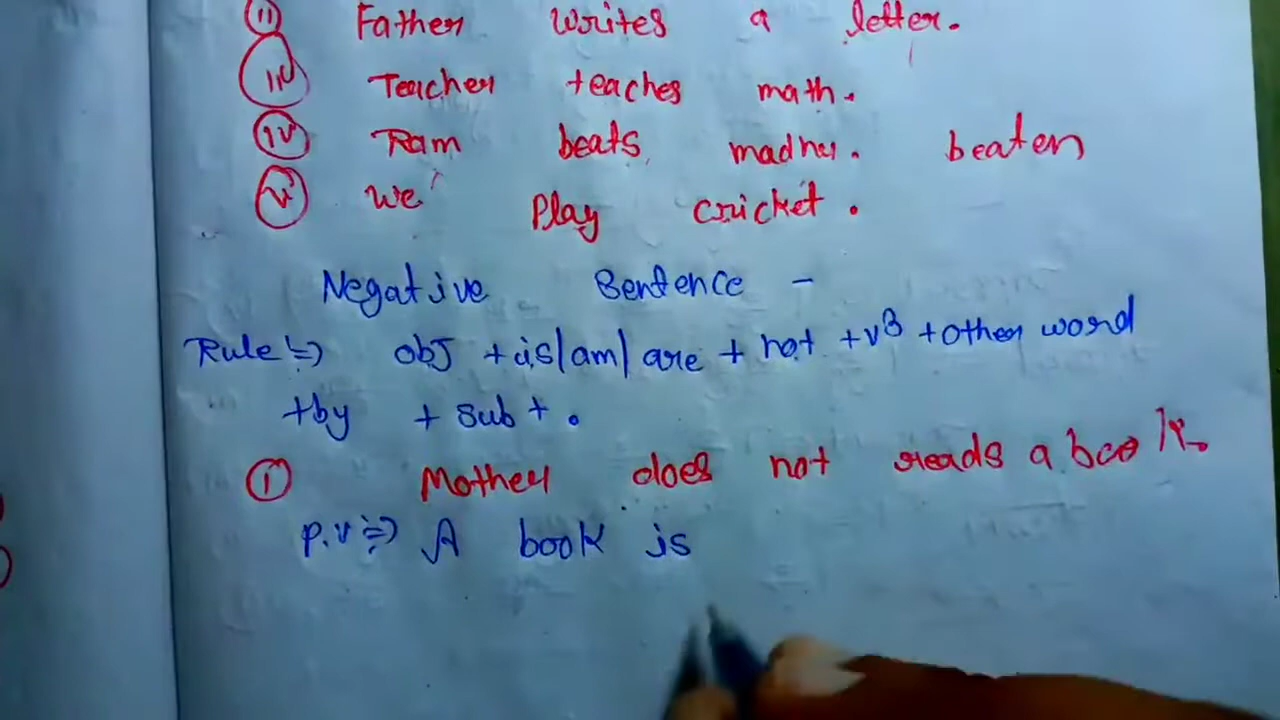 (ii) Father writes a letter.
(iii) Teacher teaches math.
(iv) Ram beats madhu. beaten
(v) We Play cricket.
Negative Sentence -
Rule :-> obj + is/am/are + not + v3 + other word
+ by + sub + .
(1) Mother does not reads a book.
P.V :-> A book is